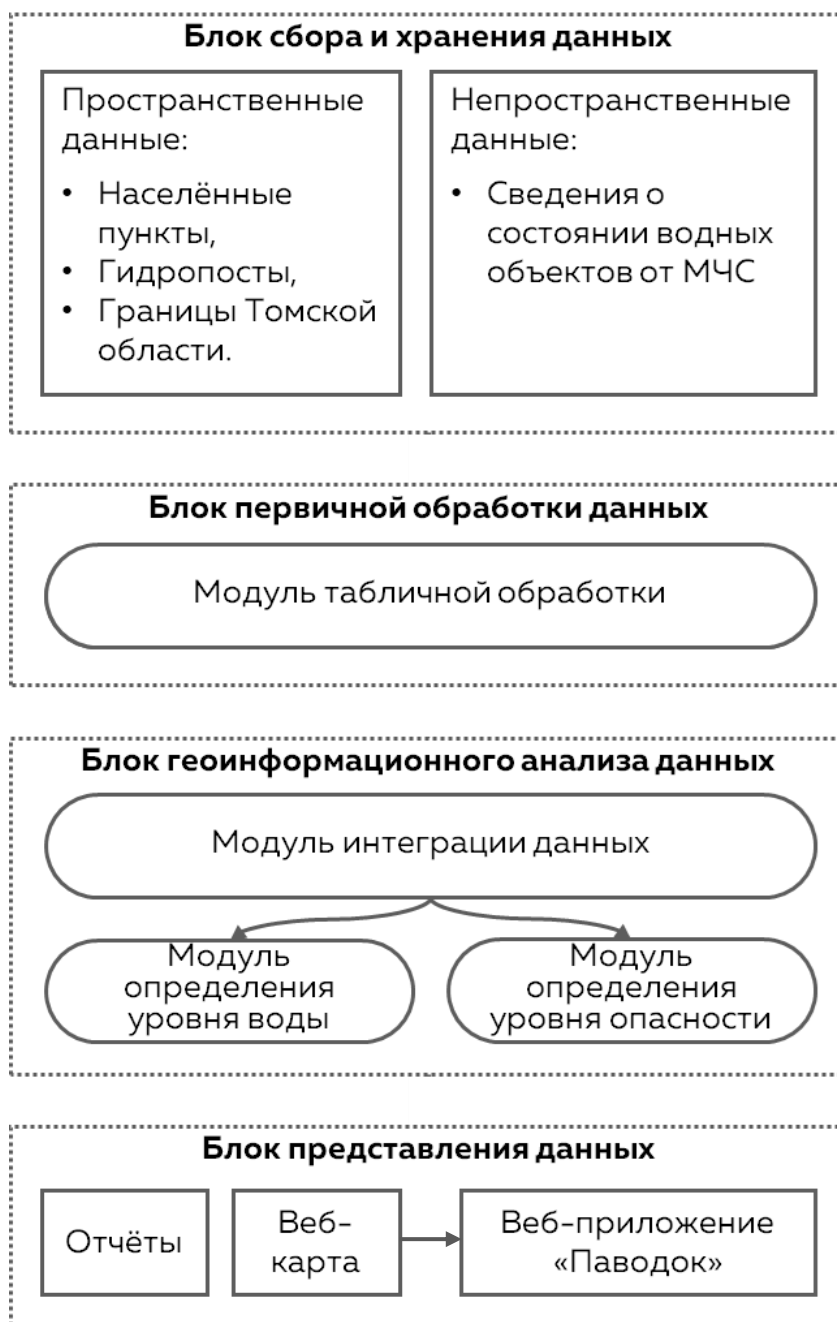 Блок сбора и хранения данных
Пространственные
данные:
• Населённые
пункты,
• Гидропосты,
• Границы Томской
области.
Непространственные
данные:
• Сведения о
состоянии водных
объектов от МЧС
Блок первичной обработки данных
Модуль табличной обработки
Блок геоинформационного анализа данных
Модуль интеграции данных
Модуль
определения
уровня воды
Модуль
определения
уровня опасности
Блок представления данных
Отчёты
Веб-
карта
Веб-приложение
«Паводок»